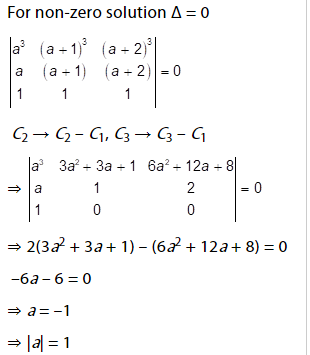 For non-zero solution Δ = 0
|a³ (a + 1)³ (a + 2)³|
|a (a + 1) (a + 2)| = 0
|1 1 1|
C₂ → C₂ – C₁, C₃ → C₃ – C₁
|a³ 3a² + 3a + 1 6a² + 12a + 8|
⇒ |a 1 2| = 0
|1 0 0|
⇒ 2(3a² + 3a + 1) – (6a² + 12a + 8) = 0
–6a – 6 = 0
⇒ a = –1
⇒ |a| = 1